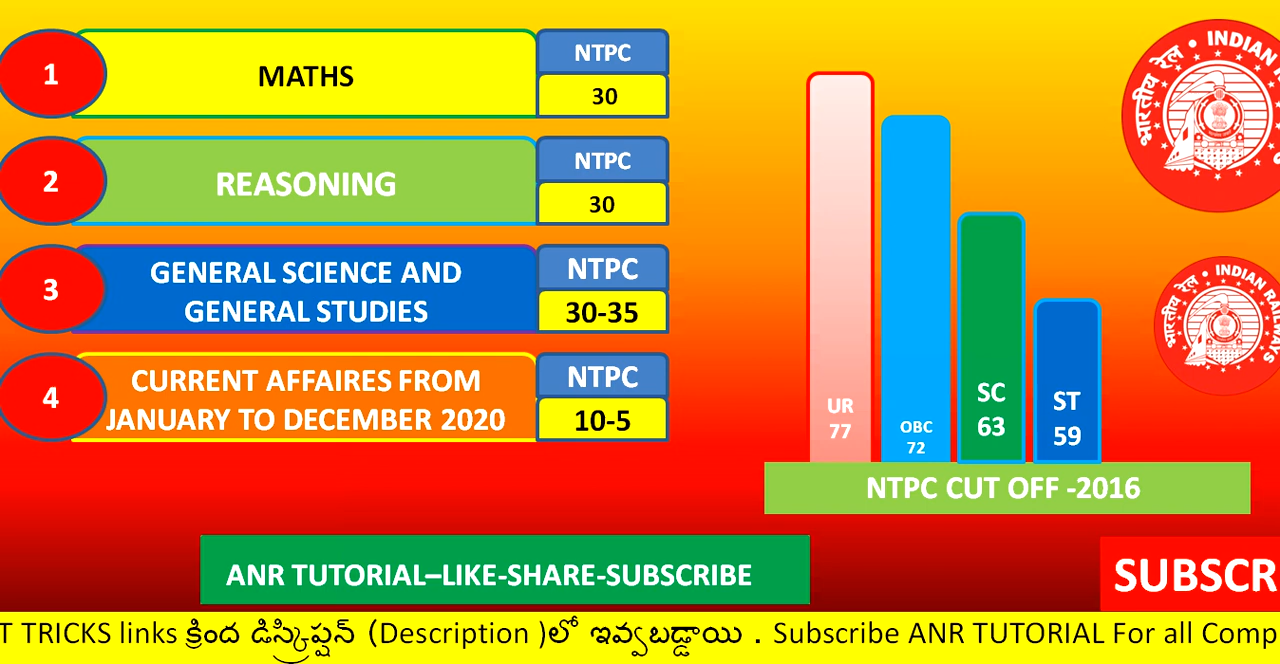 1
MATHS
NTPC
30
2
REASONING
NTPC
30
3
GENERAL SCIENCE AND
GENERAL STUDIES
NTPC
30-35
4
CURRENT AFFAIRES FROM
JANUARY TO DECEMBER 2020
NTPC
10-5
UR
77
OBC
72
SC
63
ST
59
NTPC CUT OFF -2016
भारतीय रेल • INDIAN
भारतीय रेल • INDIAN RAILWAYS
ANR TUTORIAL–LIKE-SHARE-SUBSCRIBE
SUBSCR
T TRICKS links క్రింద డిస్క్రిప్షన్ (Description )లో ఇవ్వబడ్డాయి . Subscribe ANR TUTORIAL For all Comp